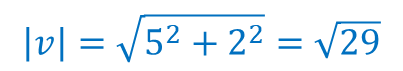 |v| = √(5² + 2²) = √29